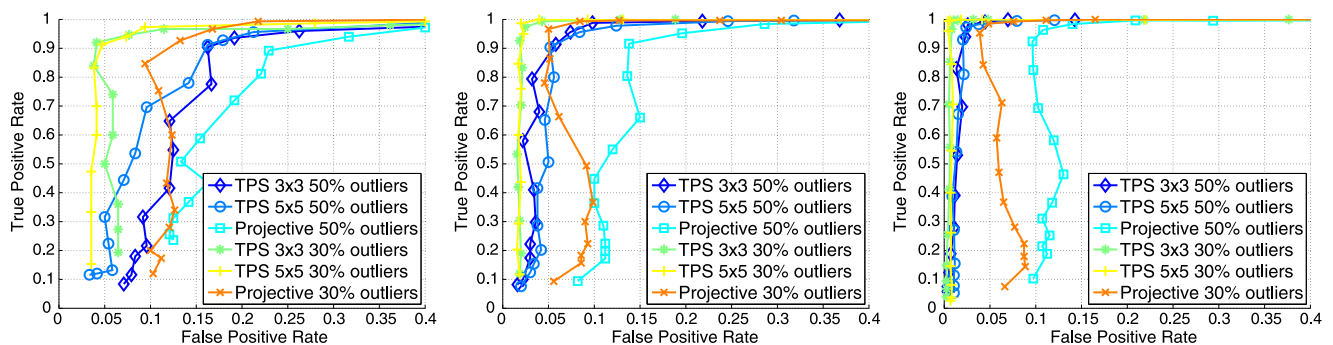 True Positive Rate
1
0.9
0.8
0.7
0.6
0.5
0.4
0.3
0.2
0.1
0
0 0.05 0.1 0.15 0.2 0.25 0.3 0.35 0.4
False Positive Rate
TPS 3x3 50% outliers
TPS 5x5 50% outliers
Projective 50% outliers
TPS 3x3 30% outliers
TPS 5x5 30% outliers
Projective 30% outliers
True Positive Rate
1
0.9
0.8
0.7
0.6
0.5
0.4
0.3
0.2
0.1
0
0 0.05 0.1 0.15 0.2 0.25 0.3 0.35 0.4
False Positive Rate
TPS 3x3 50% outliers
TPS 5x5 50% outliers
Projective 50% outliers
TPS 3x3 30% outliers
TPS 5x5 30% outliers
Projective 30% outliers
True Positive Rate
1
0.9
0.8
0.7
0.6
0.5
0.4
0.3
0.2
0.1
0
0 0.05 0.1 0.15 0.2 0.25 0.3 0.35 0.4
False Positive Rate
TPS 3x3 50% outliers
TPS 5x5 50% outliers
Projective 50% outliers
TPS 3x3 30% outliers
TPS 5x5 30% outliers
Projective 30% outliers